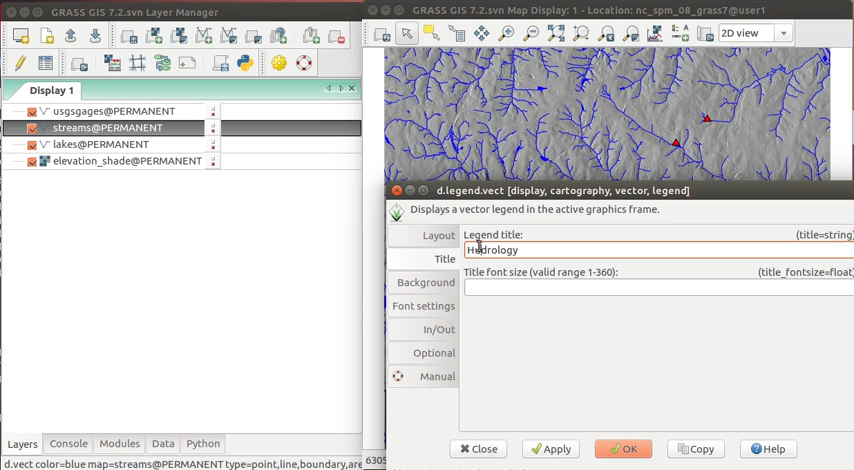 GRASS GIS 7.2.svn Layer Manager
GRASS GIS 7.2.svn Map Display: 1 - Location: nc_spm_08_grass7@user1
2D view
Display 1
usgsgages@PERMANENT
streams@PERMANENT
lakes@PERMANENT
elevation_shade@PERMANENT
d.legend.vect [display, cartography, vector, legend]
Displays a vector legend in the active graphics frame.
Layout
Title
Background
Font settings
In/Out
Optional
Manual
Legend title: (title=string)
Hydrology
Title font size (valid range 1-360): (title_fontsize=float)
Close Apply OK Copy Help
Layers Console Modules Data Python
d.vect color=blue map=streams@PERMANENT type=point,line,boundary,are
6305